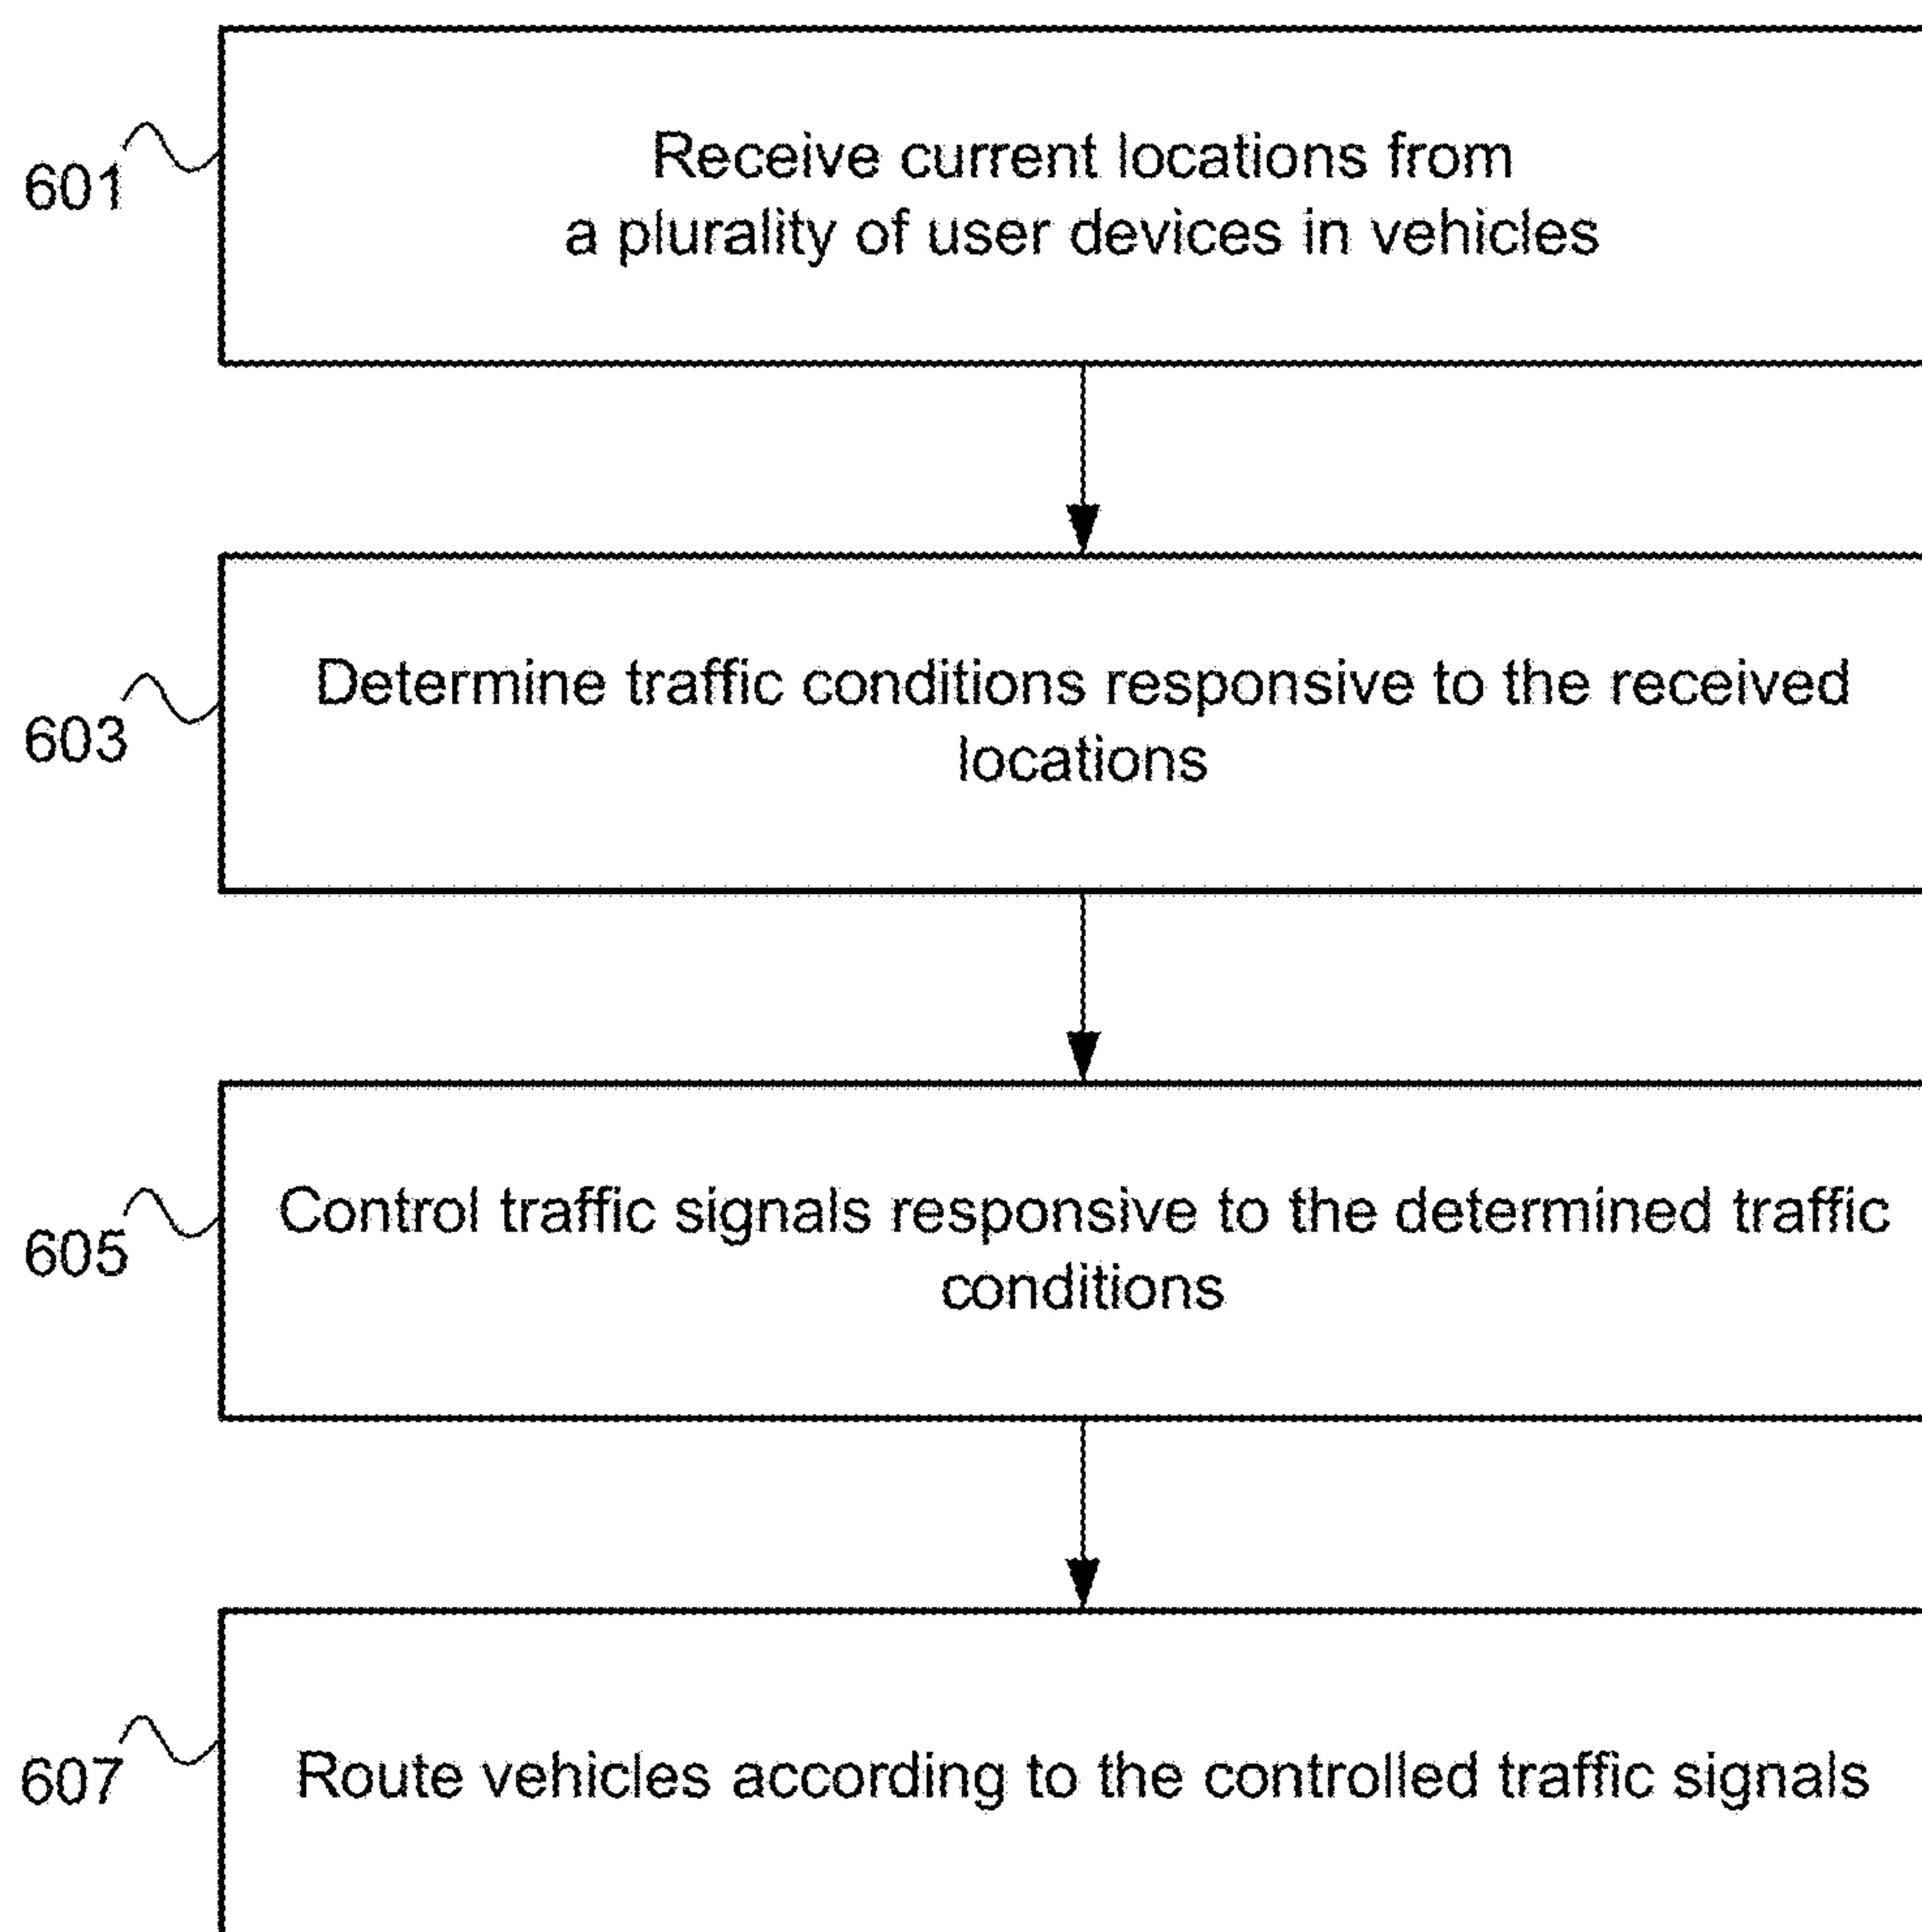 601
Receive current locations from
a plurality of user devices in vehicles
603
Determine traffic conditions responsive to the received
locations
605
Control traffic signals responsive to the determined traffic
conditions
607
Route vehicles according to the controlled traffic signals